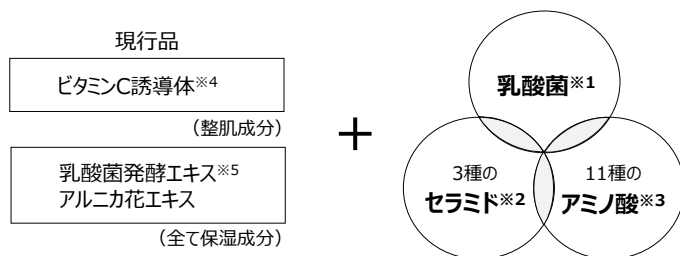 現行品
ビタミンC誘導体※4
(整肌成分)
乳酸菌発酵エキス※5
アルニカ花エキス
(全て保湿成分)
+
乳酸菌※1
3種の
セラミド※2
11種の
アミノ酸※3